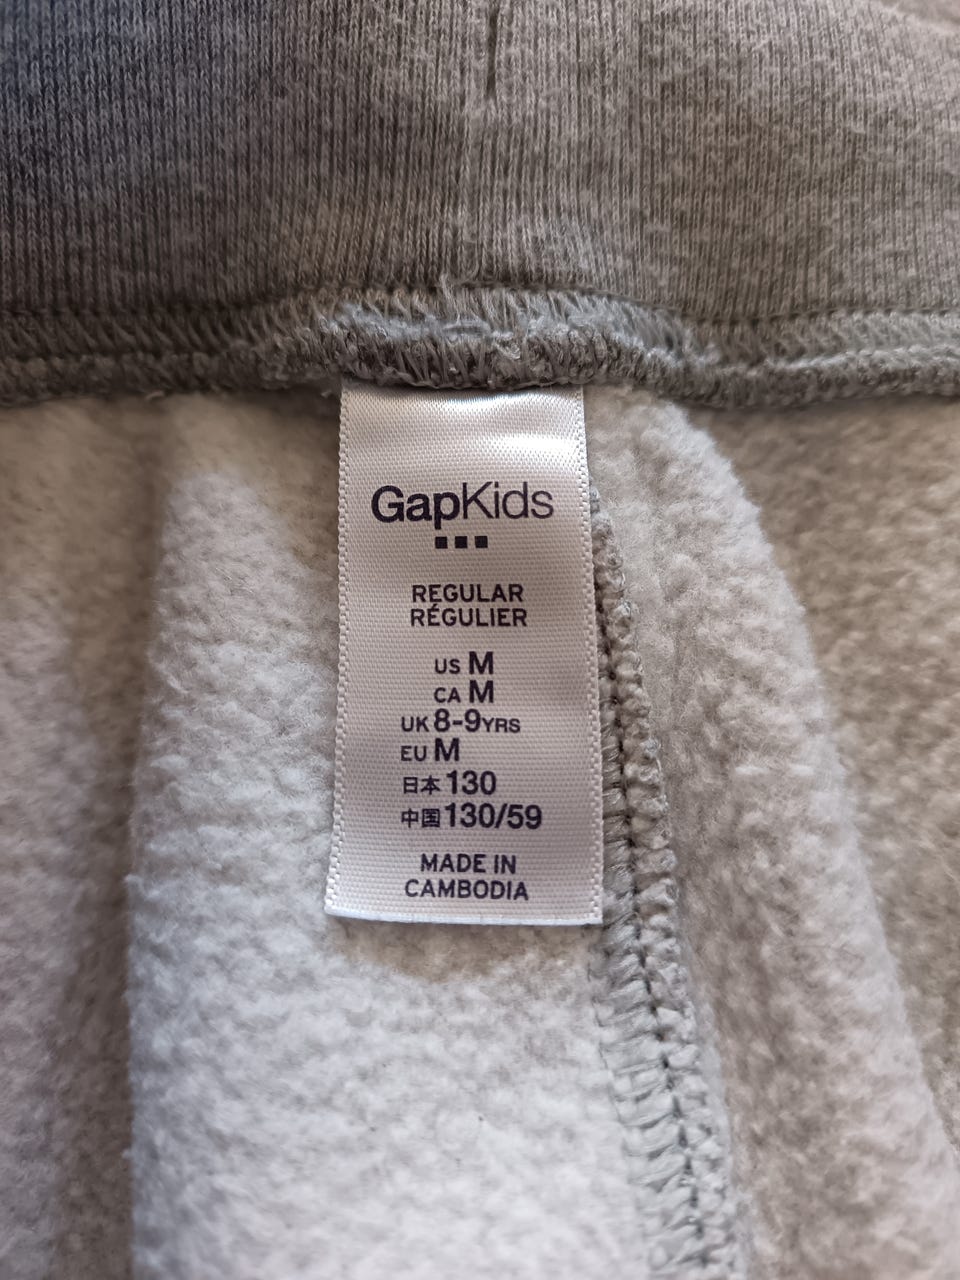 GapKids
REGULAR
RÉGULIER
US M
CA M
UK 8-9YRS
EU M
日本 130
中国 130/59
MADE IN
CAMBODIA